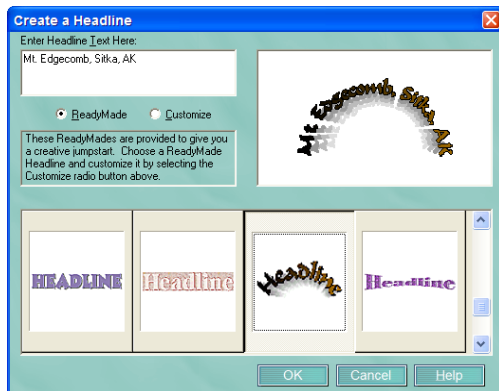 Create a Headline
Enter Headline Text Here:
Mt. Edgecomb, Sitka, AK
ReadyMade Customize
These ReadyMades are provided to give you
a creative jumpstart. Choose a ReadyMade
Headline and customize it by selecting the
Customize radio button above.
Mt. Edgecomb, Sitka, AK
HEADLINE Headline Headline Headline
OK Cancel Help